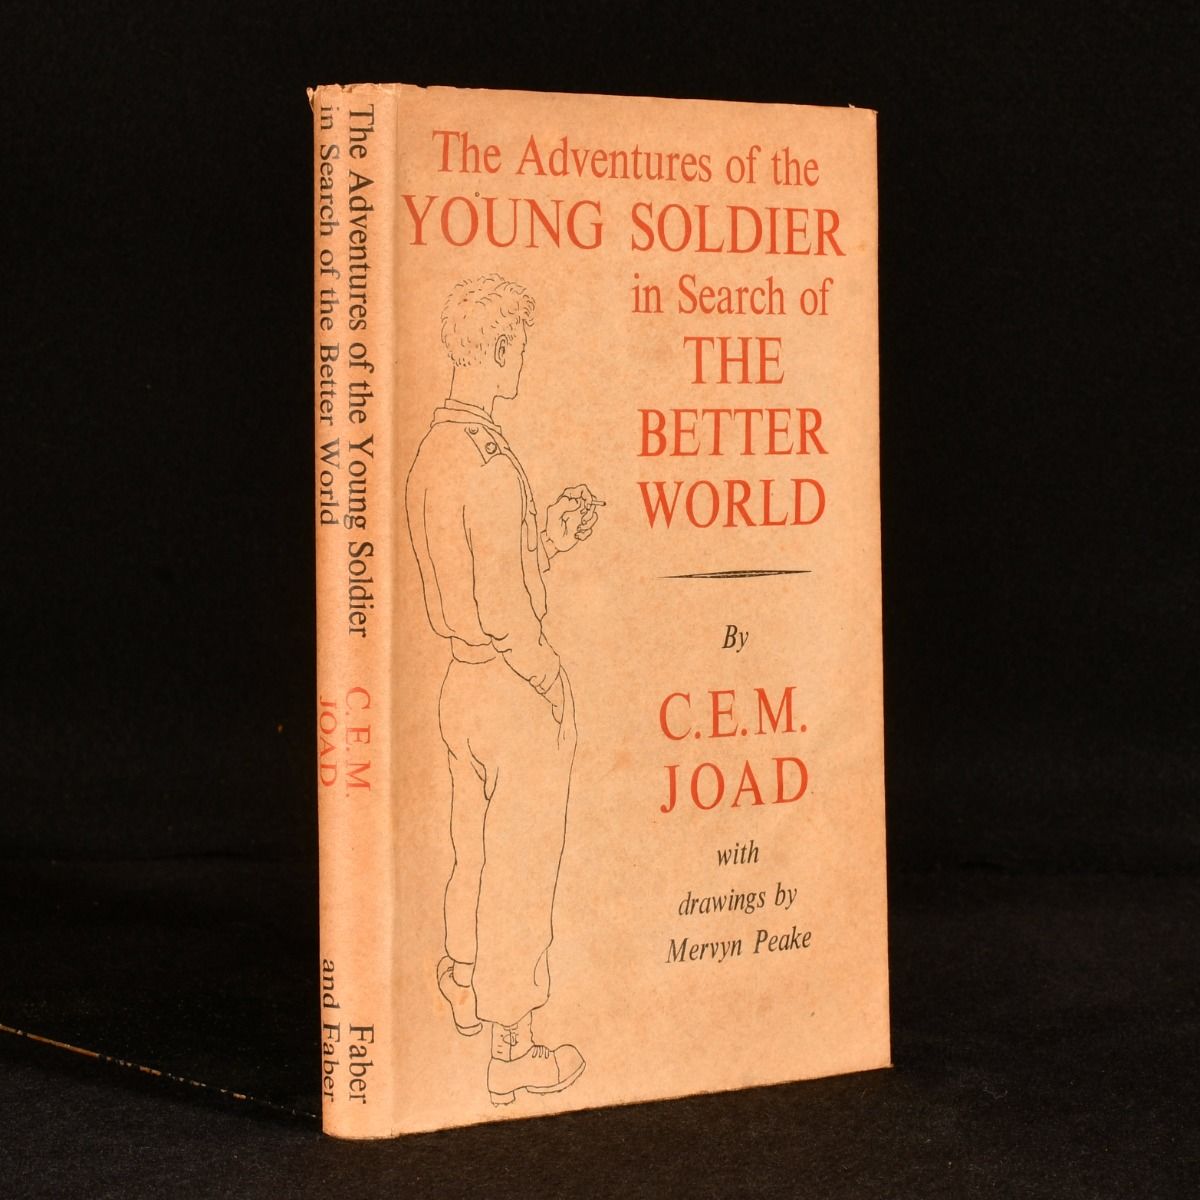 The Adventures of the Young Soldier
in Search of the Better World
C. E. M.
JOAD
Faber
and Faber
The Adventures of the
YOUNG SOLDIER
in Search of
THE
BETTER
WORLD
By
C.E.M.
JOAD
with
drawings by
Mervyn Peake